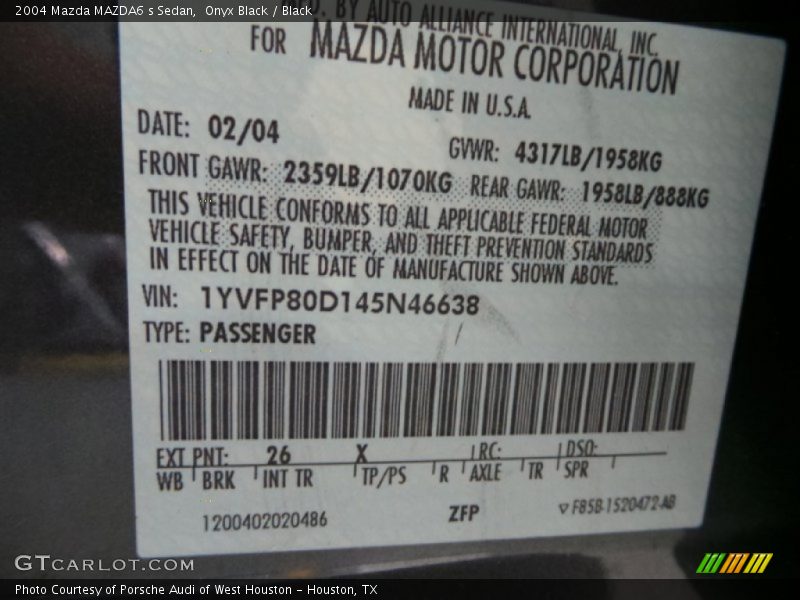 2004 Mazda MAZDA6 s Sedan, Onyx Black / Black
BY AUTO ALLIANCE INTERNATIONAL, INC.
FOR MAZDA MOTOR CORPORATION
MADE IN U.S.A.
DATE: 02/04
GVWR: 4317LB/1958KG
FRONT GAWR: 2359LB/1070KG REAR GAWR: 1958LB/888KG
THIS VEHICLE CONFORMS TO ALL APPLICABLE FEDERAL MOTOR
VEHICLE SAFETY, BUMPER, AND THEFT PREVENTION STANDARDS
IN EFFECT ON THE DATE OF MANUFACTURE SHOWN ABOVE.
VIN: 1YVFP80D145N46638
TYPE: PASSENGER
EXT PNT: 26 X RC: DSO:
WB BRK INT TR TP/PS R AXLE TR SPR
1200402020486 ZFP F85B-1520472-AB
GTCARLOT.COM
Photo Courtesy of Porsche Audi of West Houston – Houston, TX